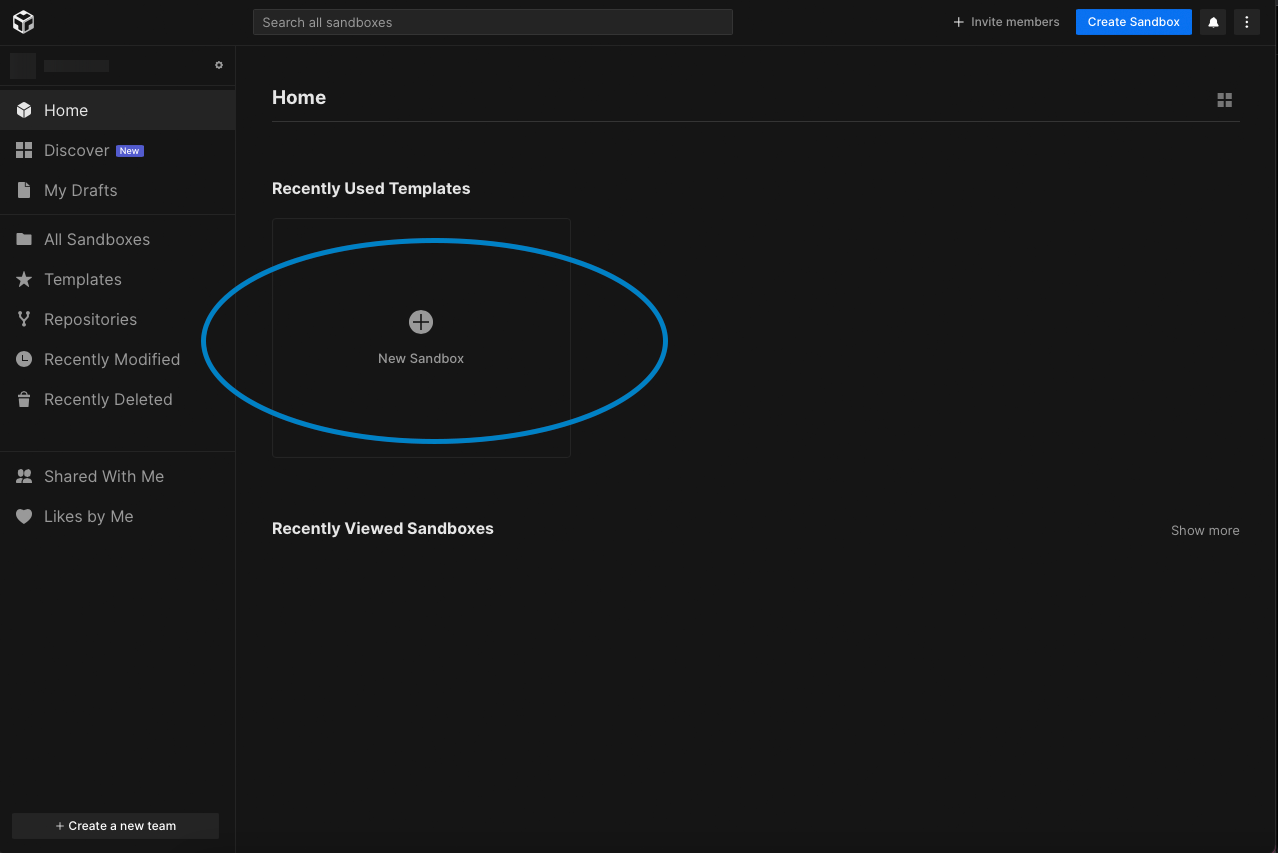 Search all sandboxes
+ Invite members
Create Sandbox
Home
Discover New
My Drafts
All Sandboxes
Templates
Repositories
Recently Modified
Recently Deleted
Shared With Me
Likes by Me
+ Create a new team
Home
Recently Used Templates
New Sandbox
Recently Viewed Sandboxes
Show more